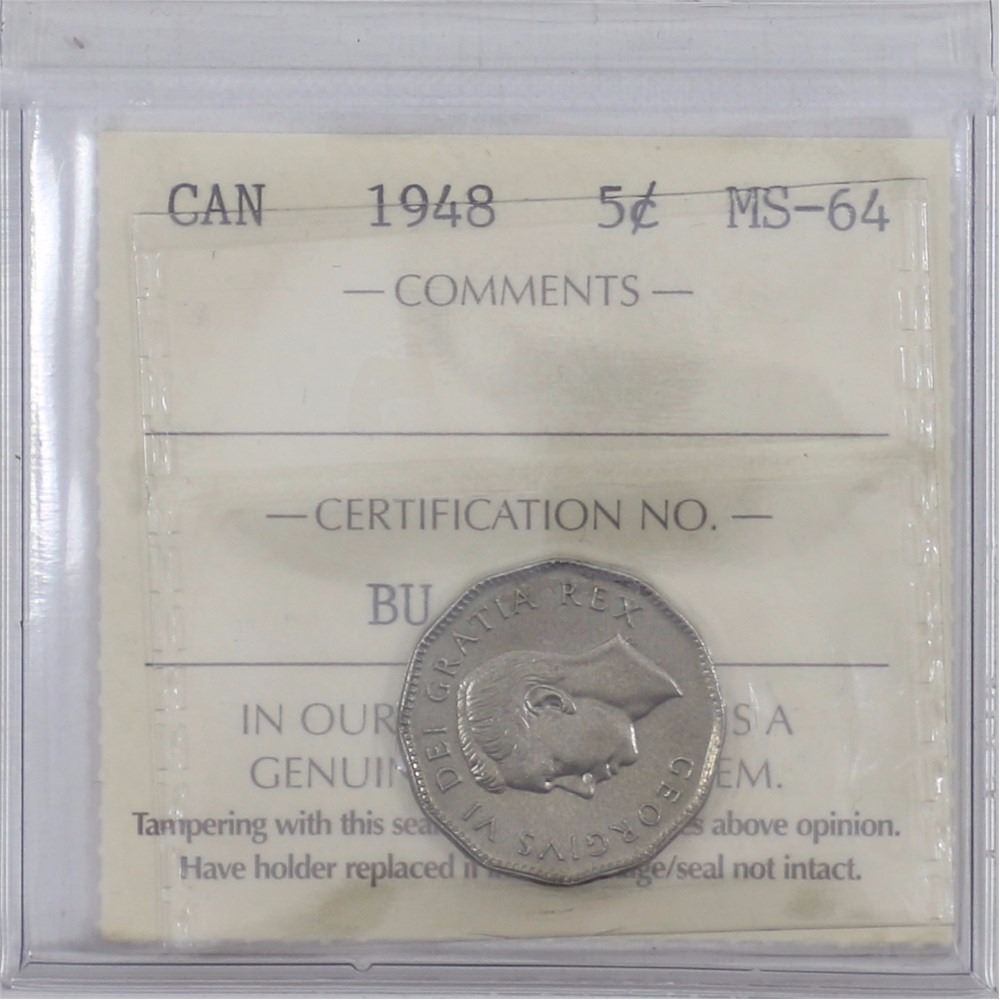 CAN 1948 5¢ MS-64
— COMMENTS —
— CERTIFICATION NO. —
BU
IN OUR S A
GENUIN EM.
Tampering with this sea s above opinion.
Have holder replaced ge/seal not intact.
GEORGIVS VI DEI GRATIA REX